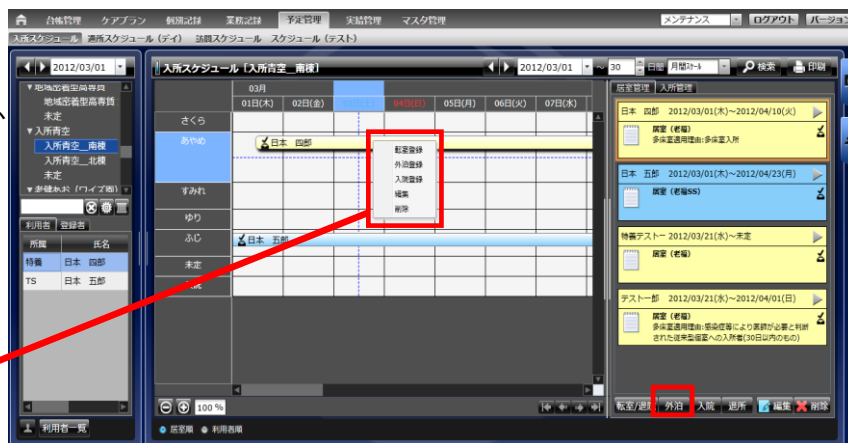 台帳管理 ケアプラン 個別記録 業務記録 予定管理 実績管理 マスタ管理 メンテナンス ログアウト バージョン
入所スケジュール 通所スケジュール(デイ) 訪問スケジュール スケジュール(テスト)
2012/03/01
▼地域密着型高専賃
地域密着型高専賃
未定
▼入所青空
入所青空__南棟
入所青空__北棟
未定
利用者 登録者
所属 氏名
特養 日本 四郎
TS 日本 五郎
利用者一覧
入所スケジュール [入所青空__南棟] 2012/03/01 ~ 30 日間 月間ｽｹｰﾙ 検索 印刷
03月
01日(木) 02日(金) 04日(日) 05日(月) 06日(火) 07日(水)
さくら
あやめ
日本 四郎
すみれ
ゆり
ふじ
日本 五郎
未定
転室登録
外泊登録
入院登録
編集
削除
100 %
居室順 利用者順
居室管理 入所管理
日本 四郎 2012/03/01(木)~2012/04/10(火)
居室 (老福)
多床室適用理由:多床室入所
日本 五郎 2012/03/01(木)~2012/04/23(月)
居室 (老福SS)
特養テスト一 2012/03/21(水)~未定
居室 (老福)
テスト一郎 2012/03/21(水)~2012/04/01(日)
居室 (老福)
多床室適用理由:感染症等により医師が必要と判断
された従来型個室への入所者(30日以内のもの)
転室/退院 外泊 入院 退所 編集 削除